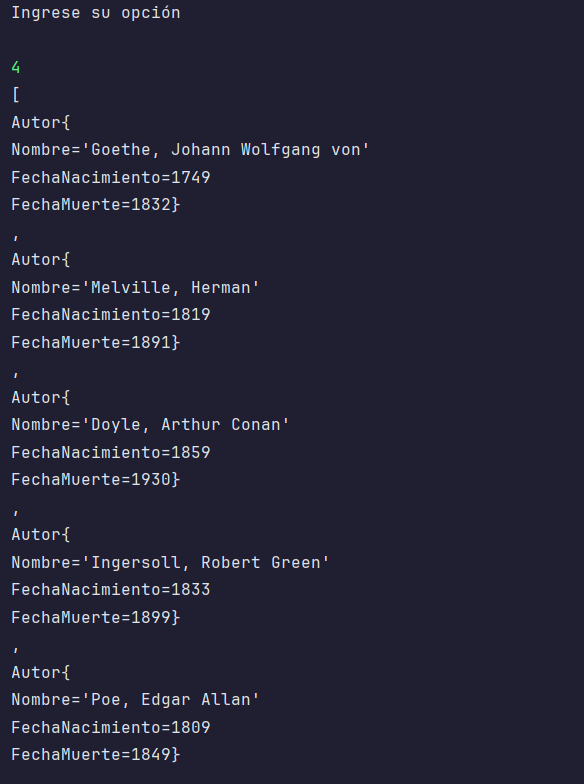 Ingrese su opción
4
[
Autor{
Nombre='Goethe, Johann Wolfgang von'
FechaNacimiento=1749
FechaMuerte=1832}
,
Autor{
Nombre='Melville, Herman'
FechaNacimiento=1819
FechaMuerte=1891}
,
Autor{
Nombre='Doyle, Arthur Conan'
FechaNacimiento=1859
FechaMuerte=1930}
,
Autor{
Nombre='Ingersoll, Robert Green'
FechaNacimiento=1833
FechaMuerte=1899}
,
Autor{
Nombre='Poe, Edgar Allan'
FechaNacimiento=1809
FechaMuerte=1849}